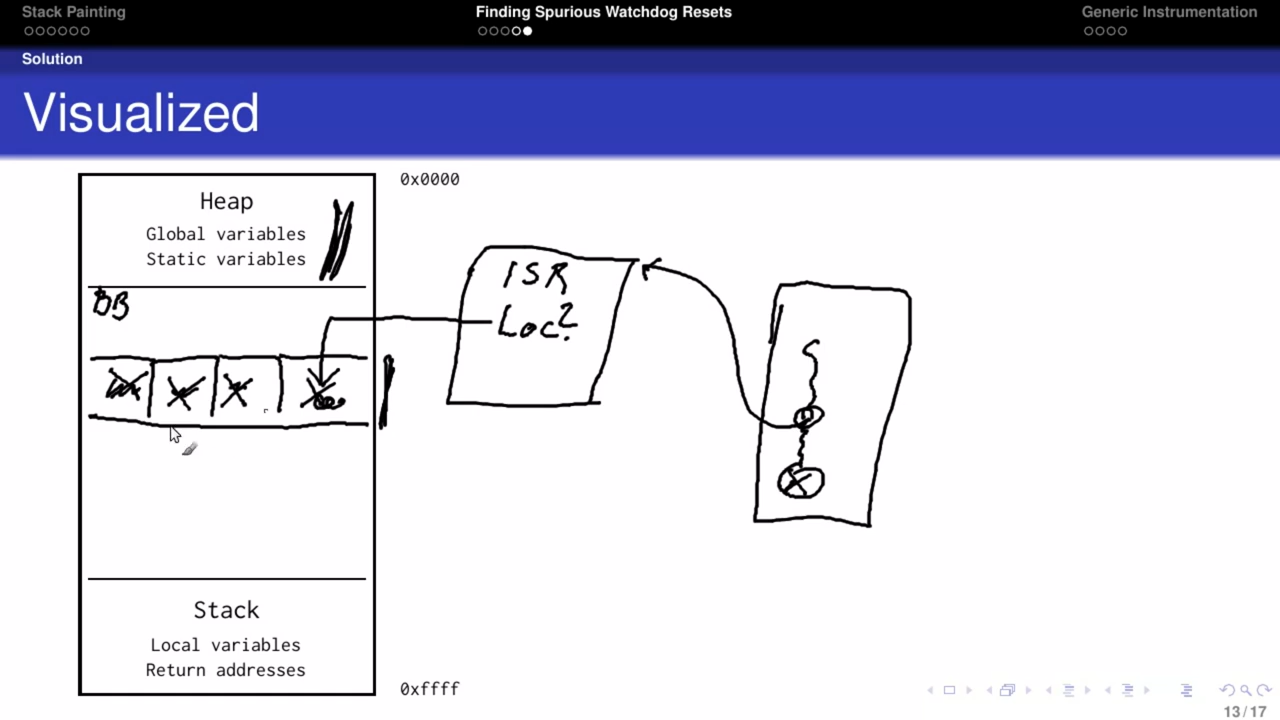 Stack Painting
Finding Spurious Watchdog Resets
Generic Instrumentation
Solution
Visualized
0x0000
Heap
Global variables
Static variables
BB
ISR
Loc?
Stack
Local variables
Return addresses
0xffff
13/17